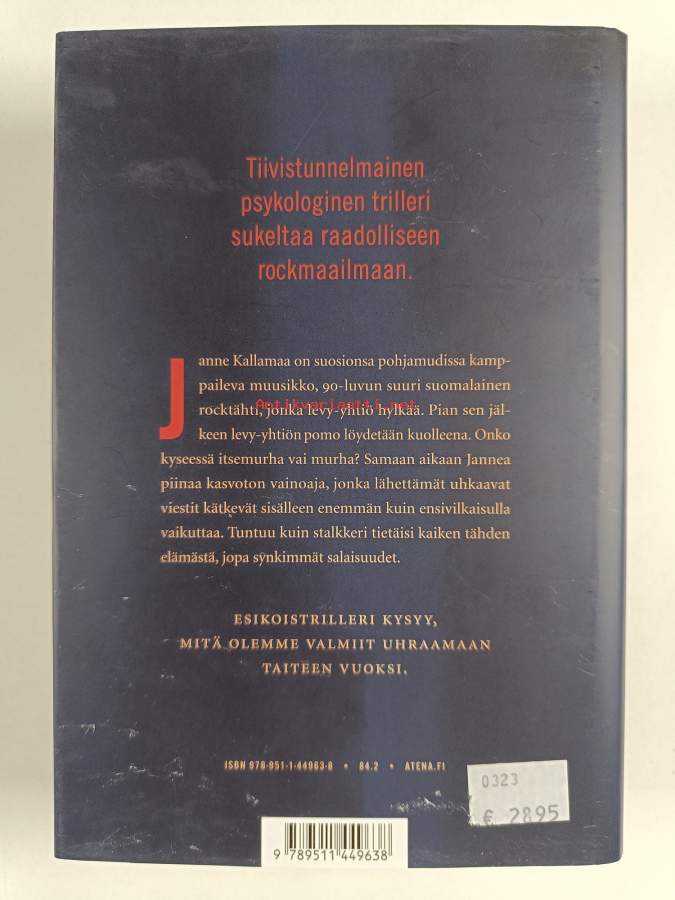 Tiivistunnelmainen
psykologinen trilleri
sukeltaa raadolliseen
rockmaailmaan.
Janne Kallamaa on suosionsa pohjamudissa kamp-
paileva muusikko, 90-luvun suuri suomalainen
rocktähti, jonka levy-yhtiö hylkää. Pian sen jäl-
keen levy-yhtiön pomo löydetään kuolleena. Onko
kyseessä itsemurha vai murha? Samaan aikaan Jannea
piinaa kasvoton vainoaja, jonka lähettämät uhkaavat
viestit kätkevät sisälleen enemmän kuin ensivilkaisulla
vaikuttaa. Tuntuu kuin stalkkeri tietäisi kaiken tähden
elämästä, jopa synkimmät salaisuudet.
Antikvariaatti.net
ESIKOISTRILLERI KYSYY,
MITÄ OLEMME VALMIIT UHRAAMAAN
TAITEEN VUOKSI.
ISBN 978-951-1-44963-8 • 84.2 • ATENA.FI
0323
€ 28.95
9 789511 449638